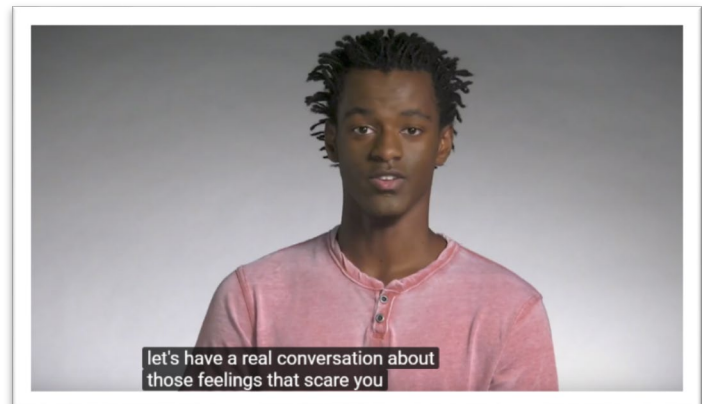 let's have a real conversation about
those feelings that scare you